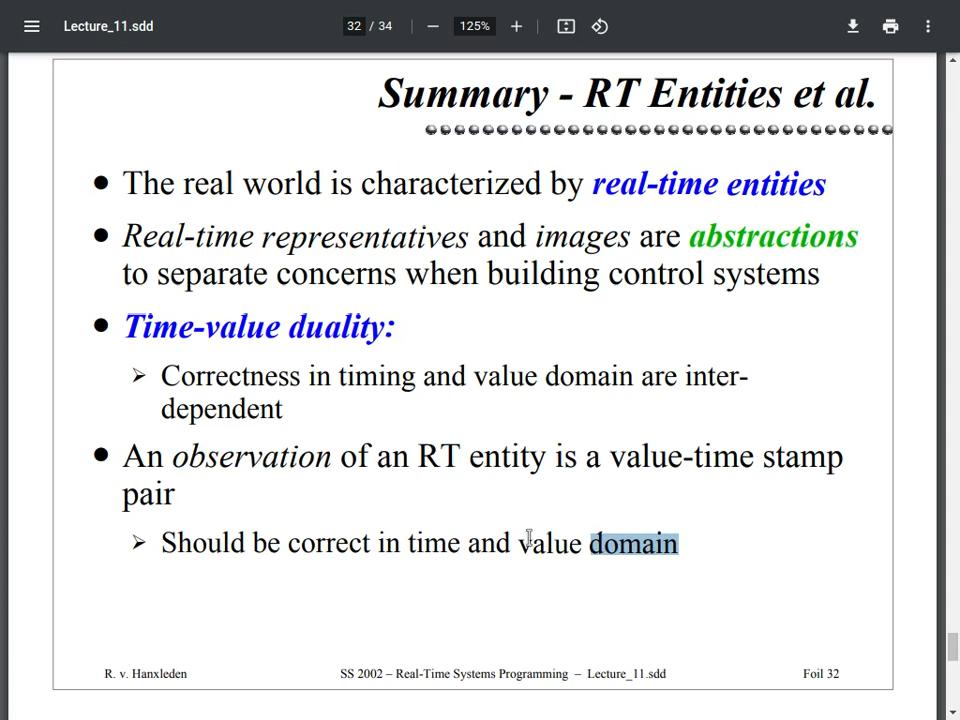 Lecture_11.sdd
32 / 34
125%
Summary - RT Entities et al.
The real world is characterized by real-time entities
Real-time representatives and images are abstractions
to separate concerns when building control systems
Time-value duality:
Correctness in timing and value domain are inter-
dependent
An observation of an RT entity is a value-time stamp
pair
Should be correct in time and value domain
R. v. Hanxleden SS 2002 – Real-Time Systems Programming – Lecture_11.sdd Foil 32